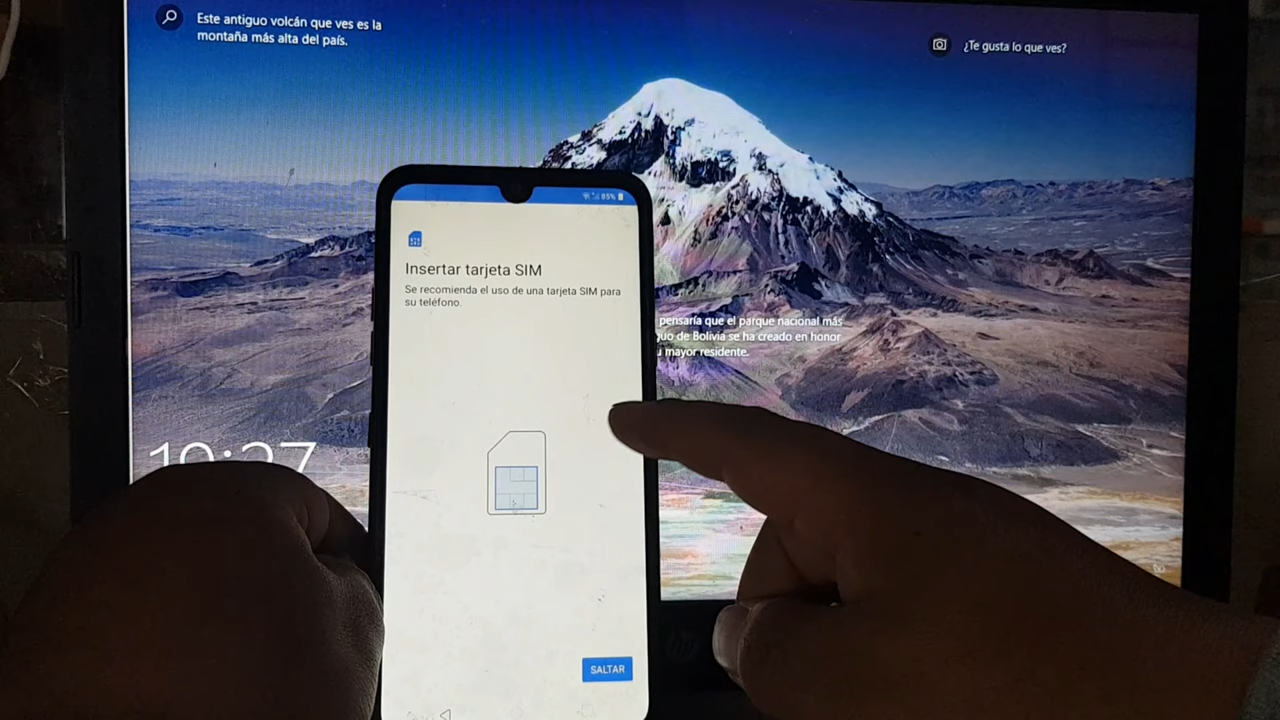 Este antiguo volcán que ves es la
montaña más alta del país.
¿Te gusta lo que ves?
85%
Insertar tarjeta SIM
Se recomienda el uso de una tarjeta SIM para
su teléfono.
pensaría que el parque nacional más
de Bolivia se ha creado en honor
mayor residente.
SALTAR
hp